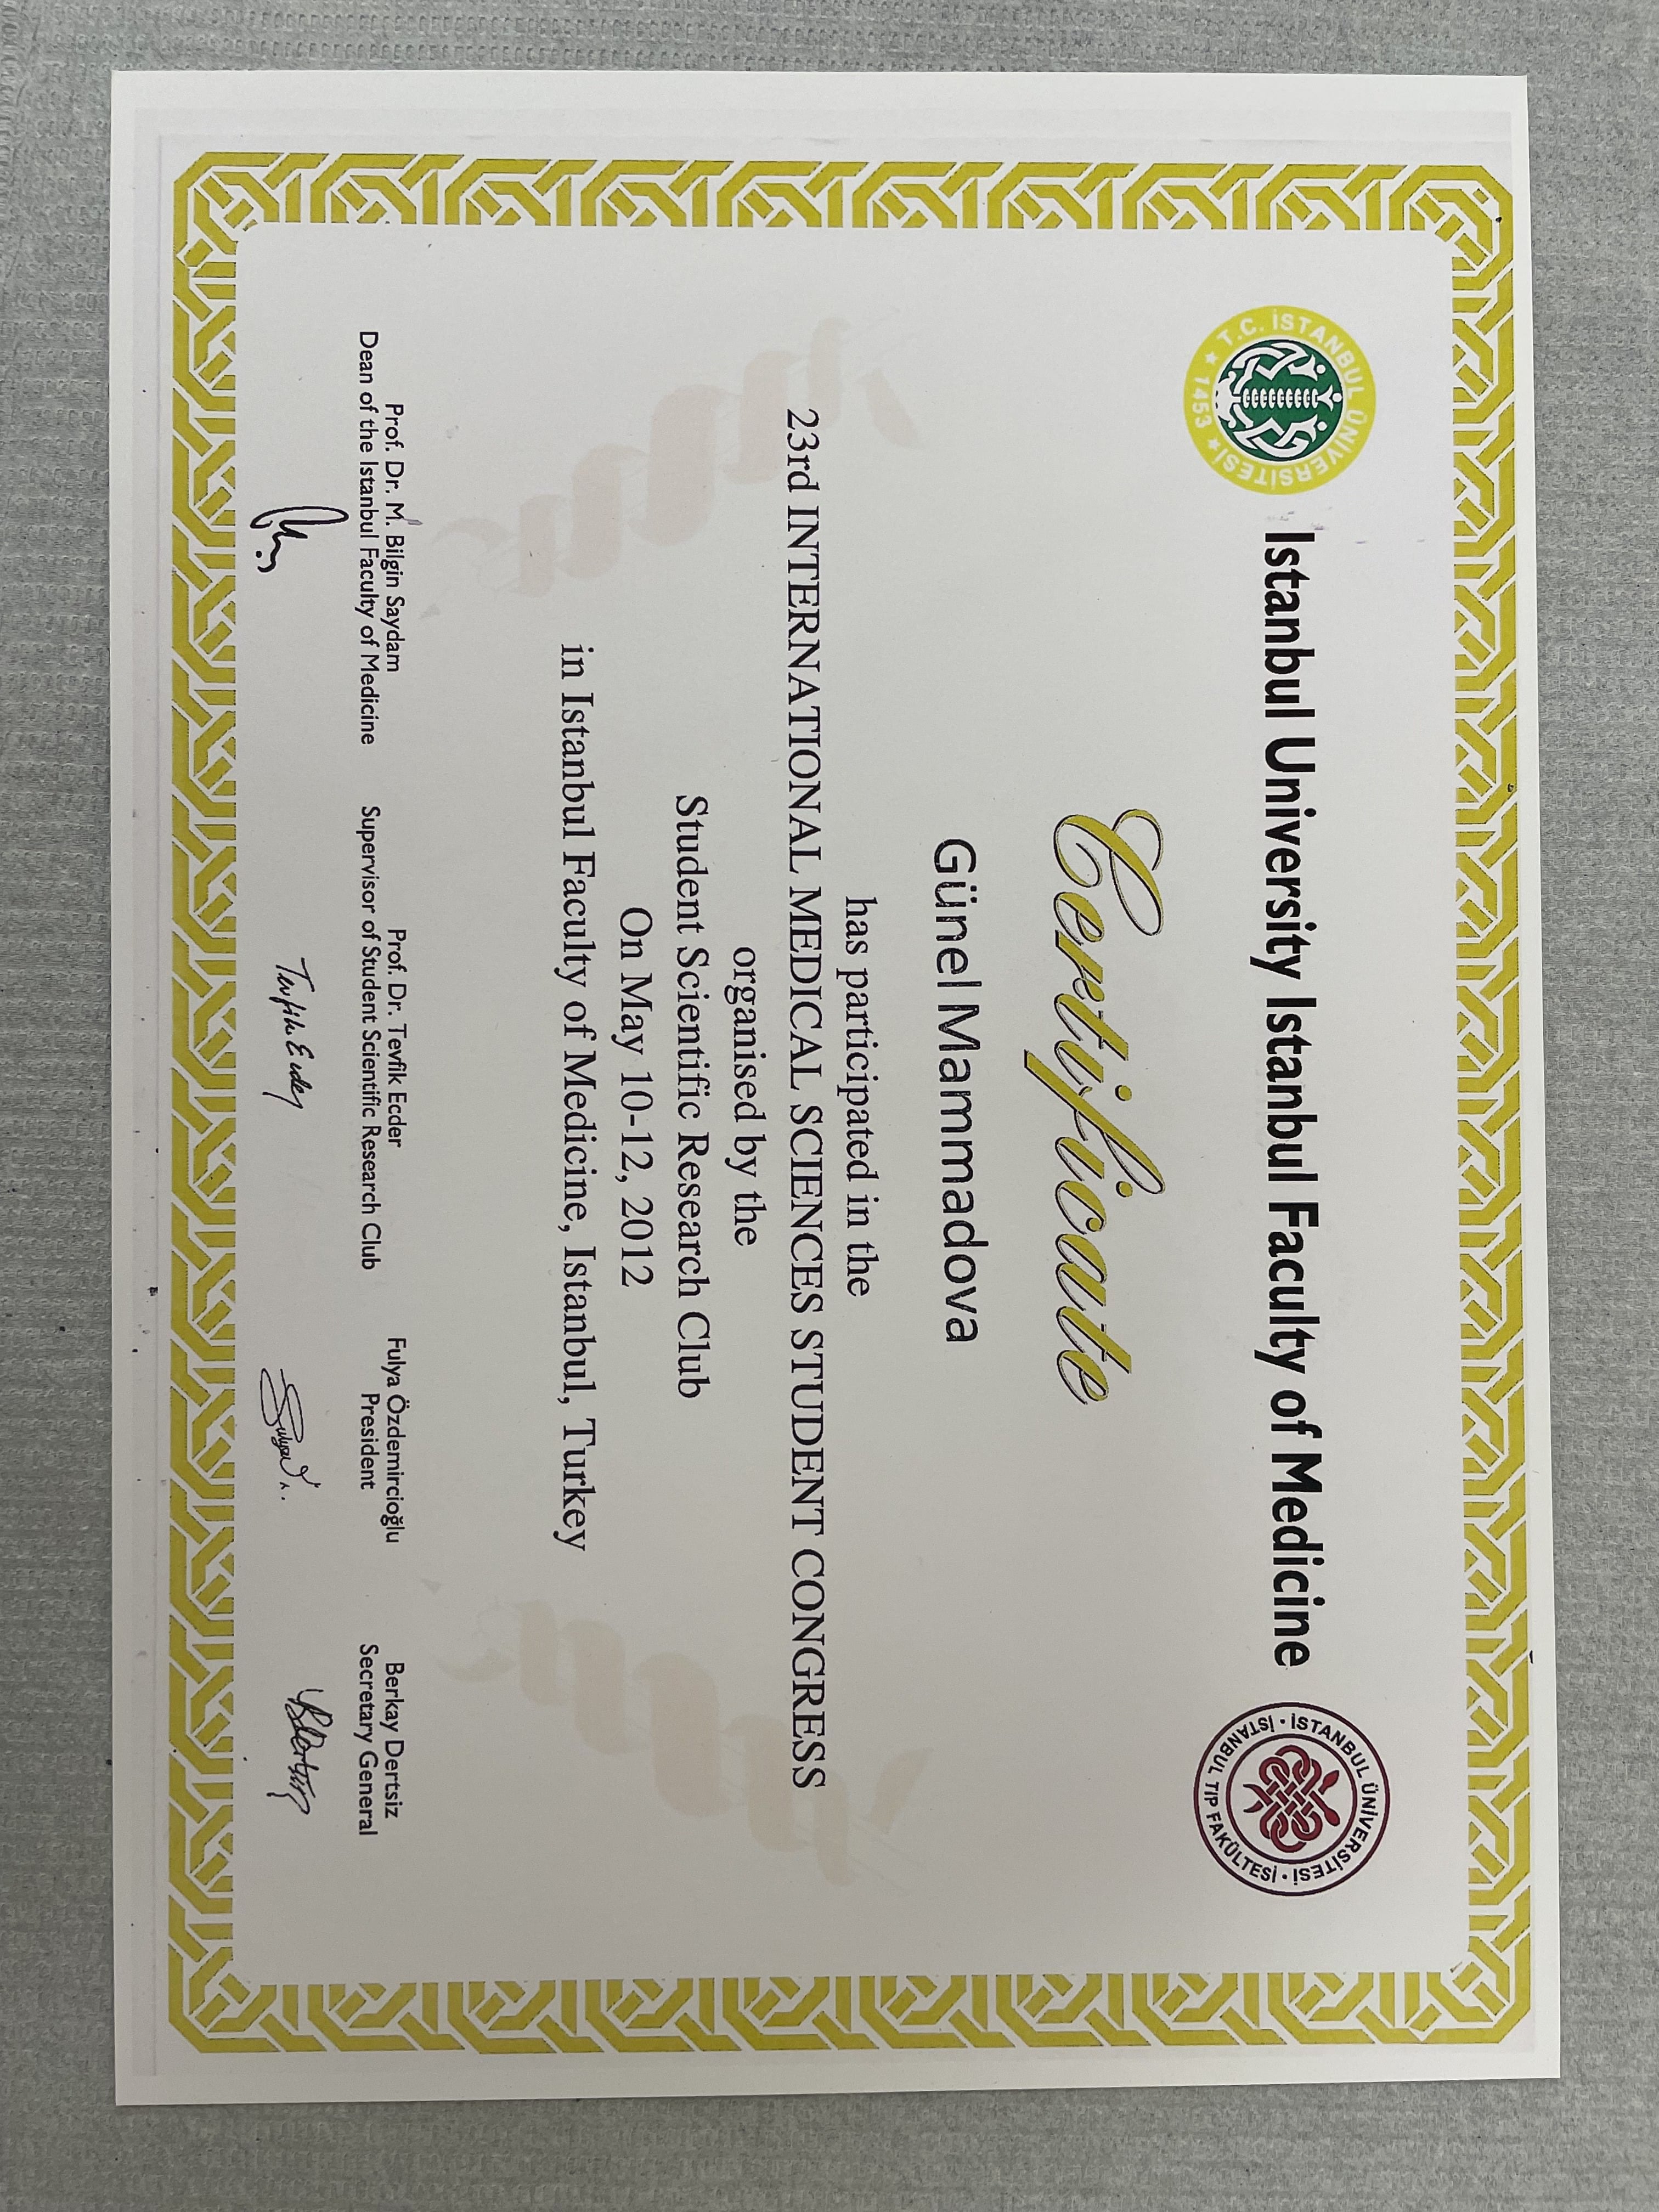 T.C. İSTANBUL ÜNİVERSİTESİ
★ 1453 ★
Istanbul University Istanbul Faculty of Medicine
İSTANBUL ÜNİVERSİTESİ · İSTANBUL TIP FAKÜLTESİ ·
Certificate
Günel Mammadova
has participated in the
23rd INTERNATIONAL MEDICAL SCIENCES STUDENT CONGRESS
organised by the
Student Scientific Research Club
On May 10-12, 2012
in Istanbul Faculty of Medicine, Istanbul, Turkey
Prof. Dr. M. Bilgin Saydam
Dean of the Istanbul Faculty of Medicine
Prof. Dr. Tevfik Ecder
Supervisor of Student Scientific Research Club
Tevfik Ecder
Fulya Özdemircioğlu
President
Berkay Dertsiz
Secretary General